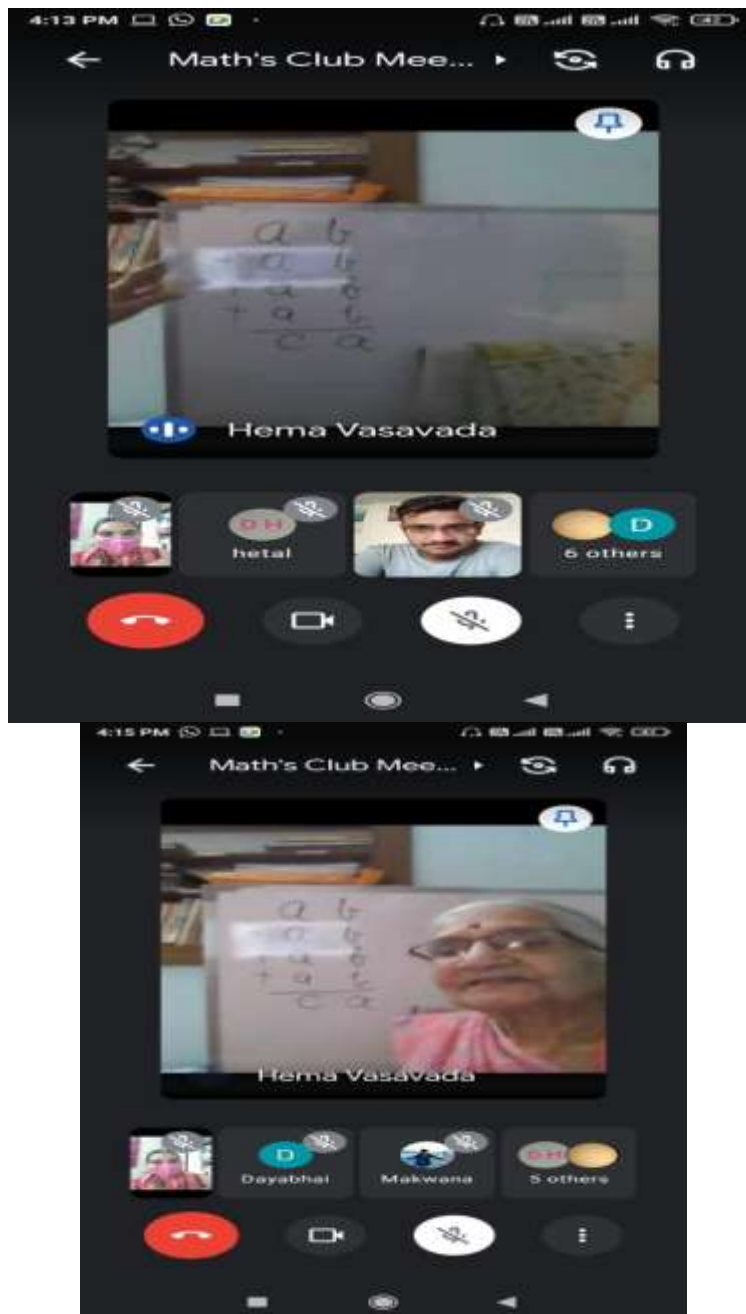 4:13 PM
Math's Club Mee...
a b
+ a b
+ a b
+ a b
c a
Hema Vasavada
D H
D
hetal
6 others
4:15 PM
Math's Club Mee...
a b
a b
+ a b
+ a b
c a
Hema Vasavada
D
D H
Dayabhai
Makwana
5 others